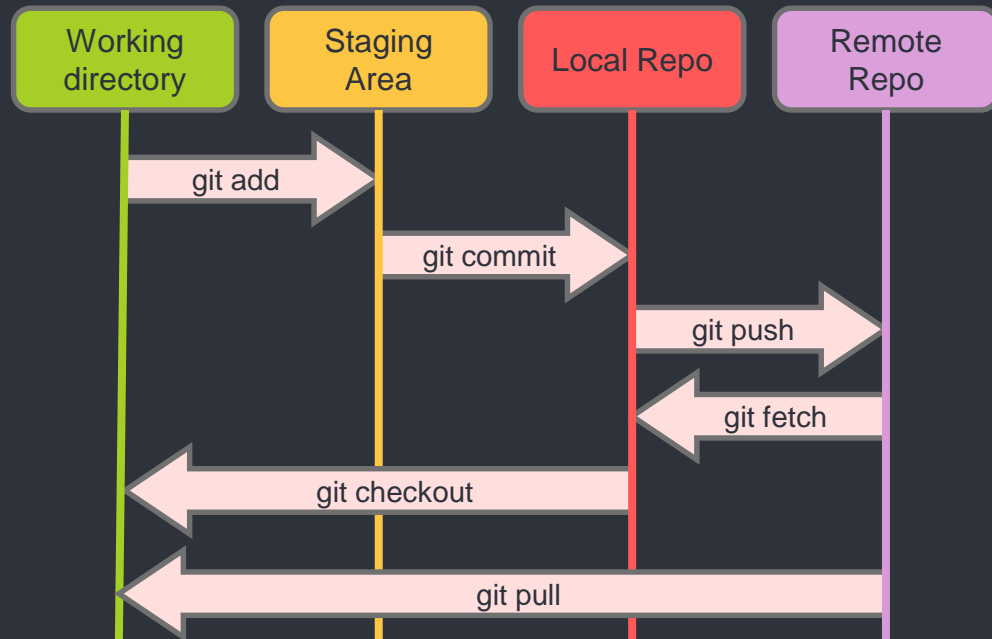 Working
directory
Staging
Area
Local Repo
Remote
Repo
git add
git commit
git push
git fetch
git checkout
git pull